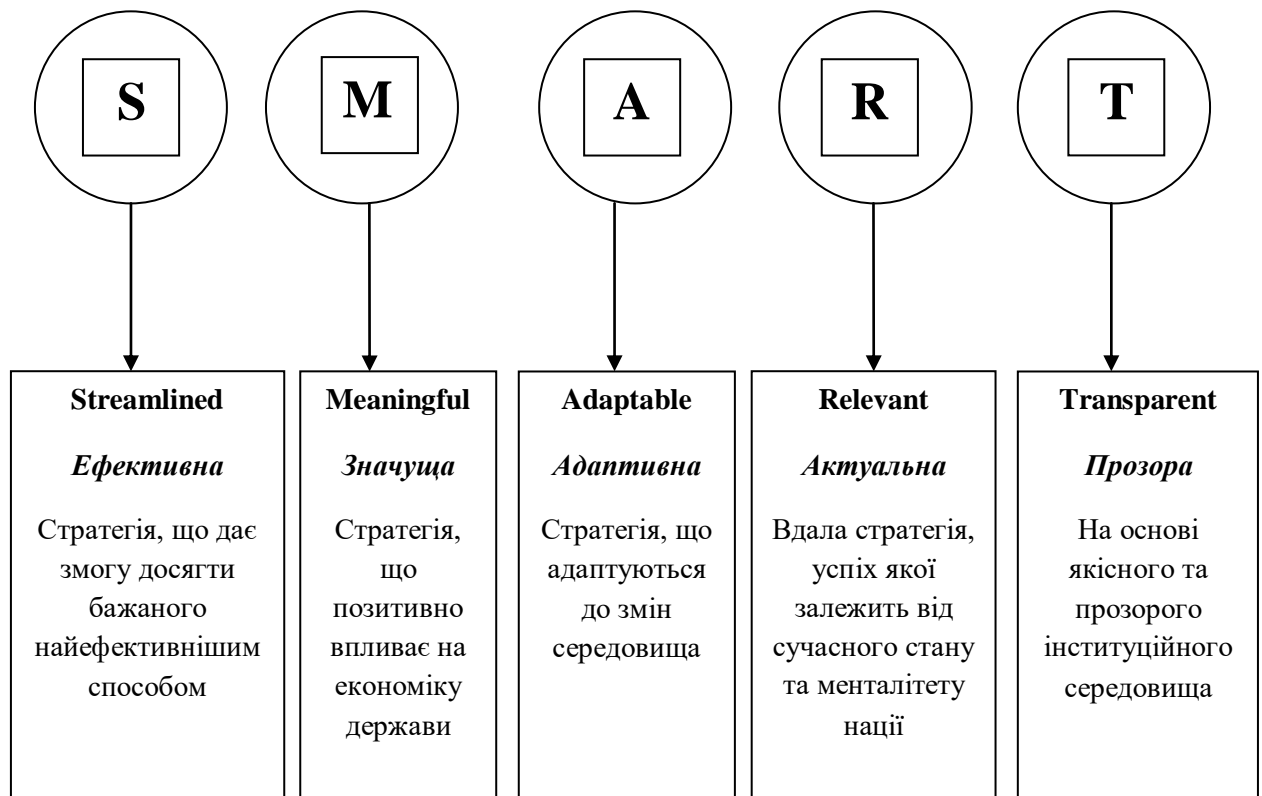 S
M
A
R
T
Streamlined
Ефективна
Стратегія, що дає
змогу досягти
бажаного
найефективнішим
способом
Meaningful
Значуща
Стратегія,
що
позитивно
впливає на
економіку
держави
Adaptable
Адаптивна
Стратегія, що
адаптуються
до змін
середовища
Relevant
Актуальна
Вдала стратегія,
успіх якої
залежить від
сучасного стану
та менталітету
нації
Transparent
Прозора
На основі
якісного та
прозорого
інституційного
середовища